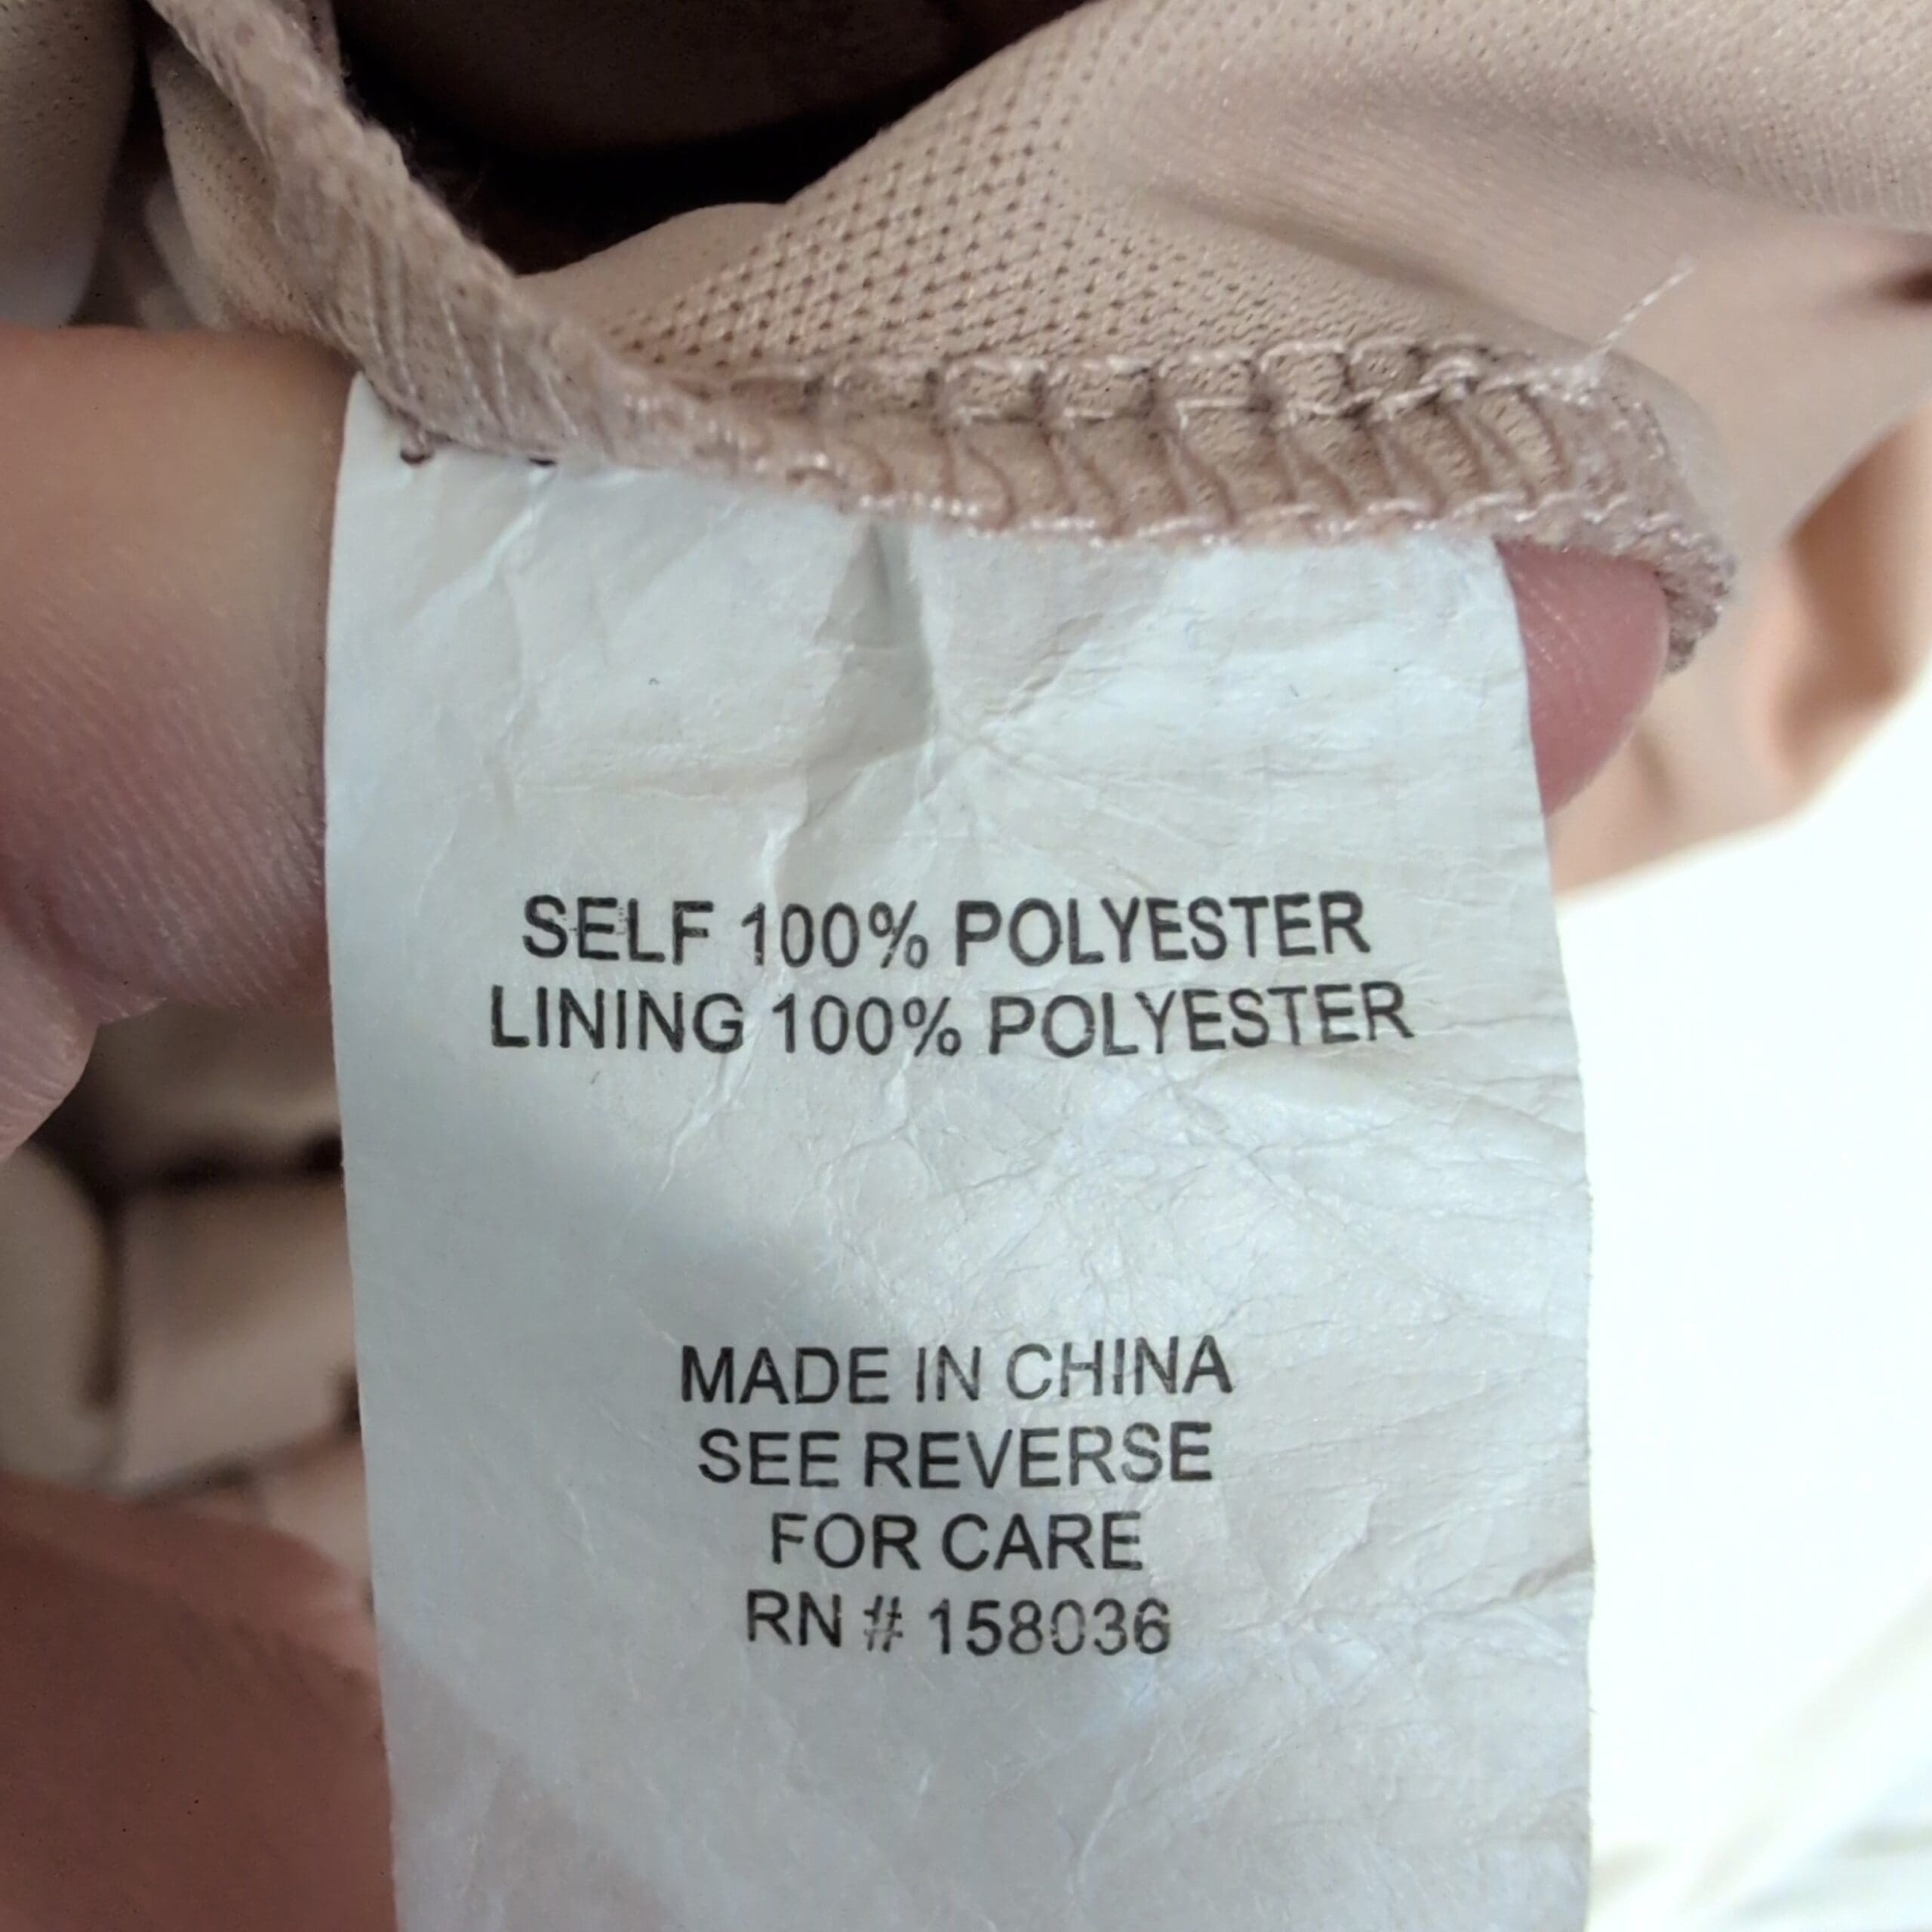 SELF 100% POLYESTER
LINING 100% POLYESTER
MADE IN CHINA
SEE REVERSE
FOR CARE
RN # 158036